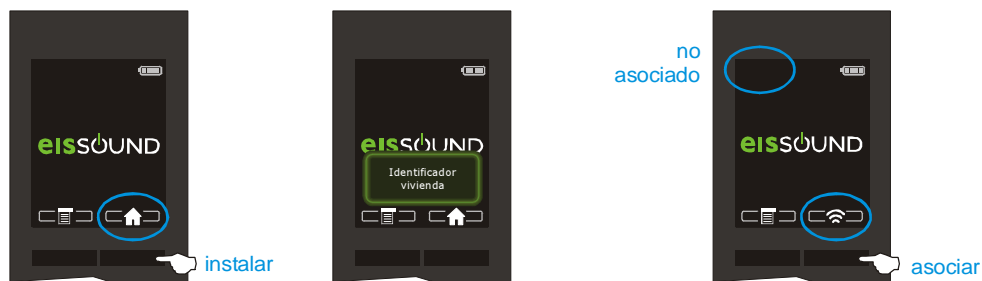 eissound
instalar
eissound
Identificador
vivienda
no
asociado
eissound
asociar